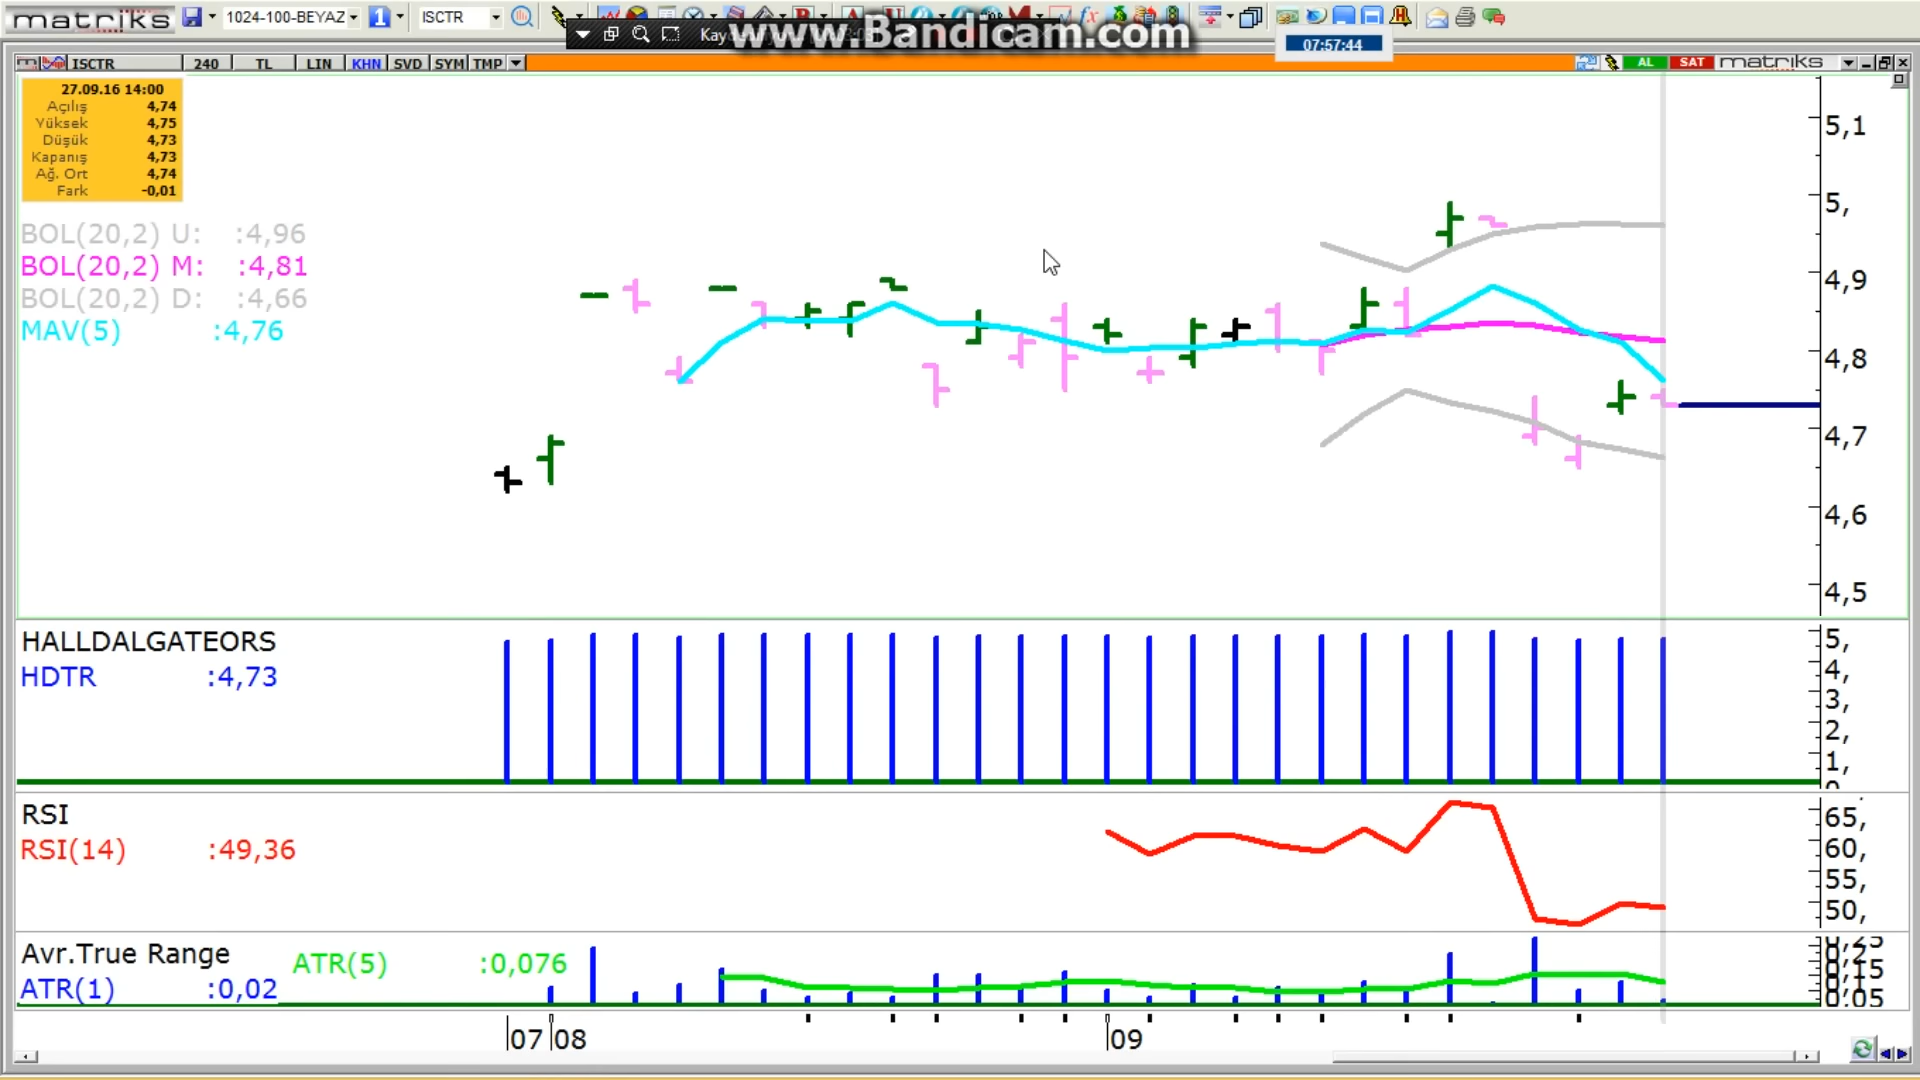 matriks 1024-100-BEYAZ 1 ISCTR
www.Bandicam.com
07:57:44
ISCTR 240 TL LIN KHN SVD SYM TMP AL SAT matriks
27.09.16 14:00
Açılış 4,74
Yüksek 4,75
Düşük 4,73
Kapanış 4,73
Ağ. Ort 4,74
Fark -0,01
BOL(20,2) U: :4,96
BOL(20,2) M: :4,81
BOL(20,2) D: :4,66
MAV(5) :4,76
5,1
5,
4,9
4,8
4,7
4,6
4,5
HALLDALGATEORS
HDTR :4,73
5,
4,
3,
2,
1,
RSI
RSI(14) :49,36
65,
60,
55,
50,
Avr.True Range
ATR(5) :0,076
ATR(1) :0,02
0,25
0,15
0,05
07 08 09